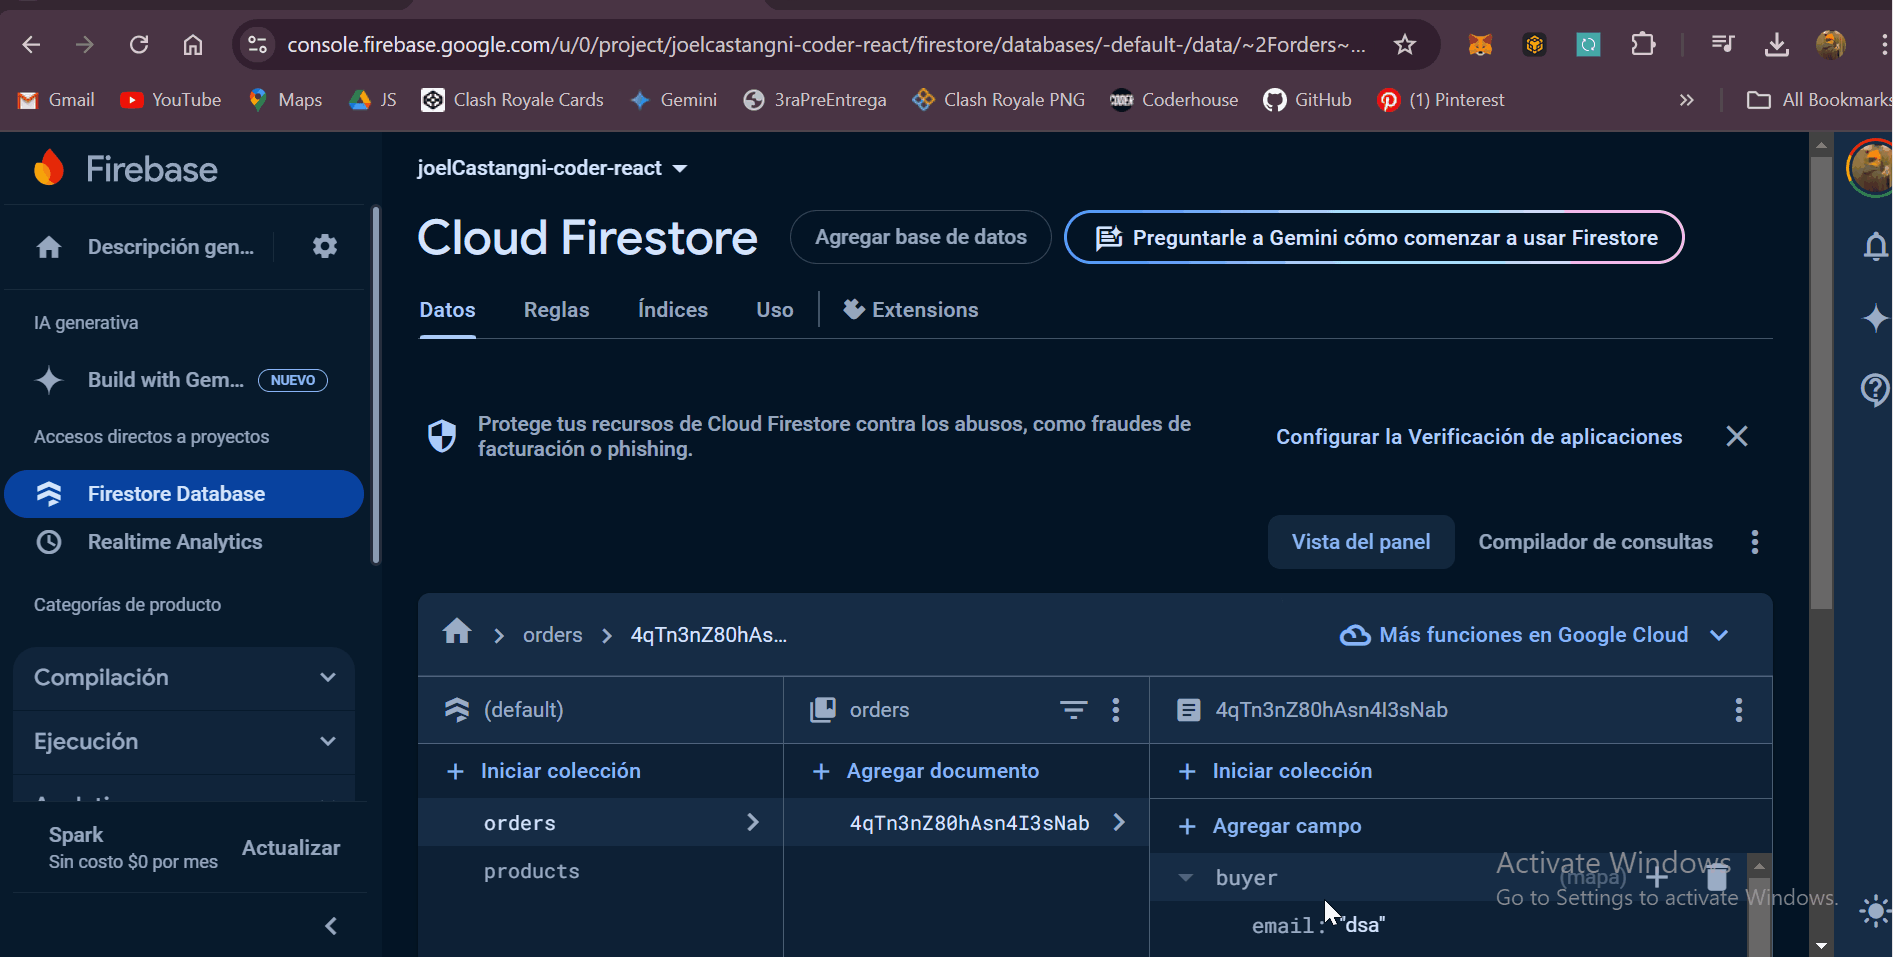 console.firebase.google.com/u/0/project/joelcastangni-coder-react/firestore/databases/-default-/data/~2Forders~...
Gmail
YouTube
Maps
JS
Clash Royale Cards
Gemini
3raPreEntrega
Clash Royale PNG
Coderhouse
GitHub
(1) Pinterest
»
All Bookmarks
Firebase
Descripción gen...
IA generativa
Build with Gem...
NUEVO
Accesos directos a proyectos
Firestore Database
Realtime Analytics
Categorías de producto
Compilación
Ejecución
Spark
Sin costo $0 por mes
Actualizar
joelCastangni-coder-react
Cloud Firestore
Agregar base de datos
Preguntarle a Gemini cómo comenzar a usar Firestore
Datos
Reglas
Índices
Uso
Extensions
Protege tus recursos de Cloud Firestore contra los abusos, como fraudes de
facturación o phishing.
Configurar la Verificación de aplicaciones
Vista del panel
Compilador de consultas
orders
4qTn3nZ80hAs...
Más funciones en Google Cloud
(default)
orders
4qTn3nZ80hAsn4I3sNab
+ Iniciar colección
+ Agregar documento
+ Iniciar colección
orders
products
4qTn3nZ80hAsn4I3sNab
+ Agregar campo
buyer
(mapa)
email: "dsa"
Activate Windows
Go to Settings to activate Windows.